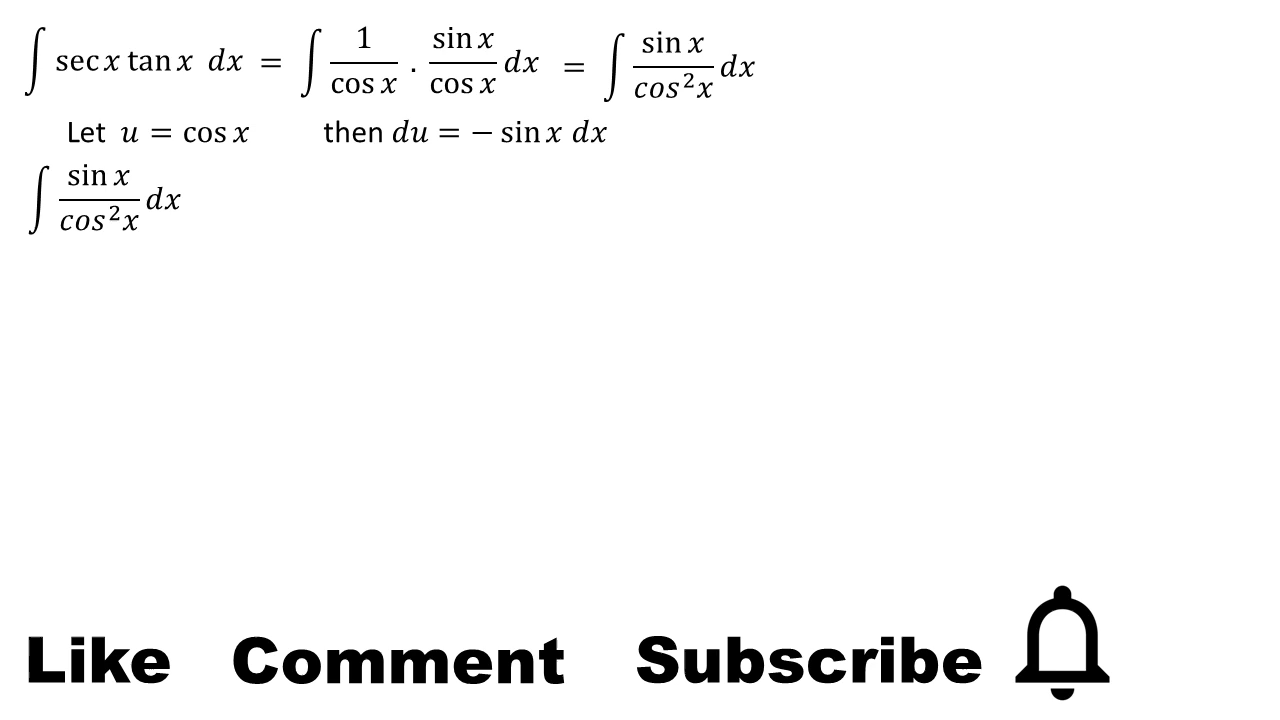 ∫ sec x tan x dx = ∫ 1/cos x · sin x/cos x dx = ∫ sin x/cos²x dx
Let u = cos x then du = − sin x dx
∫ sin x/cos²x dx
Like Comment Subscribe